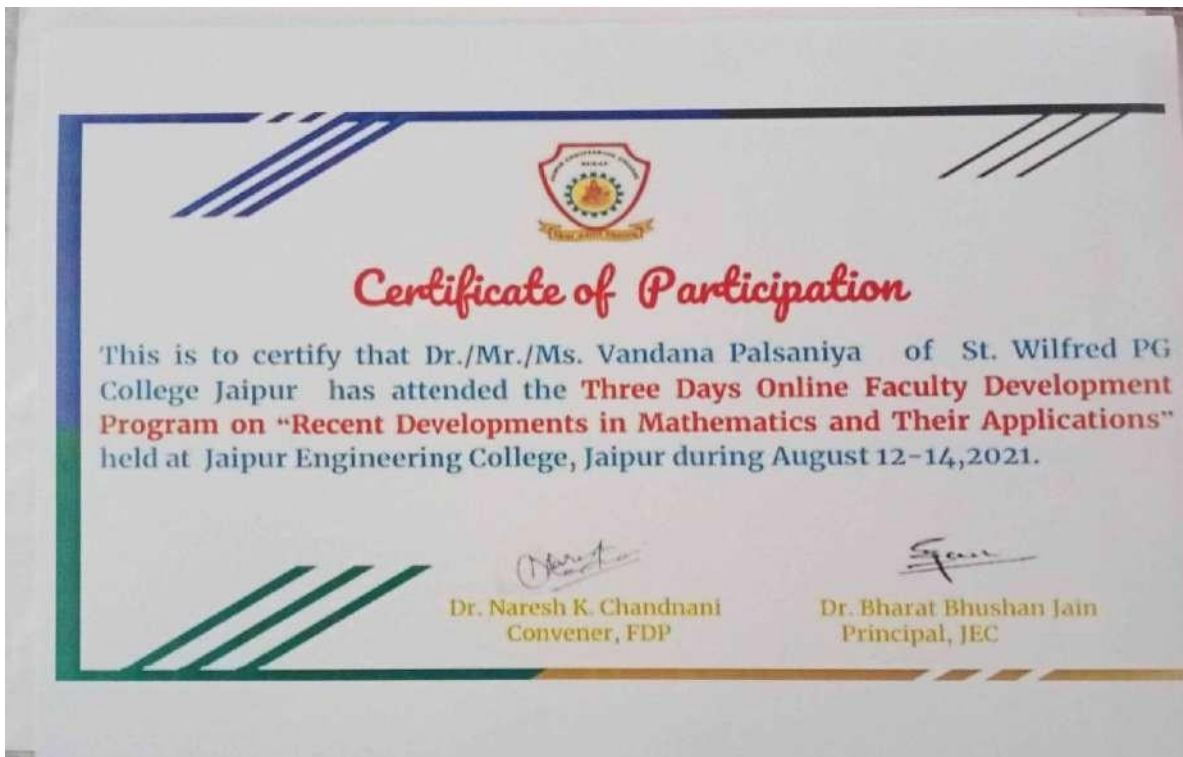 Certificate of Participation
This is to certify that Dr./Mr./Ms. Vandana Palsaniya of St. Wilfred PG
College Jaipur has attended the Three Days Online Faculty Development
Program on “Recent Developments in Mathematics and Their Applications”
held at Jaipur Engineering College, Jaipur during August 12-14,2021.
Dr. Naresh K. Chandnani
Convener, FDP
Dr. Bharat Bhushan Jain
Principal, JEC